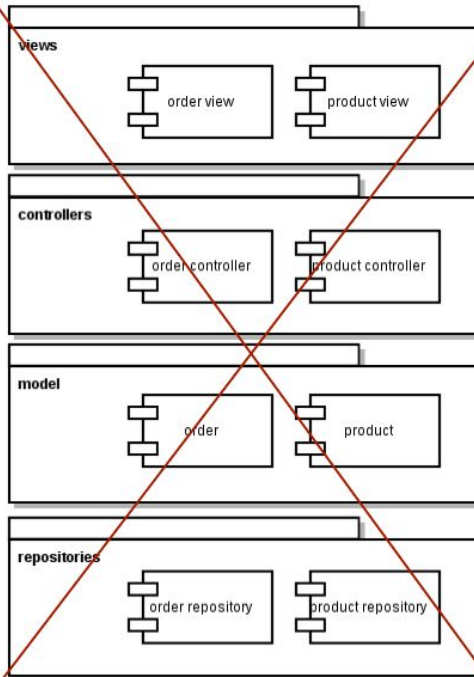 views
order view
product view
controllers
order controller
product controller
model
order
product
repositories
order repository
product repository